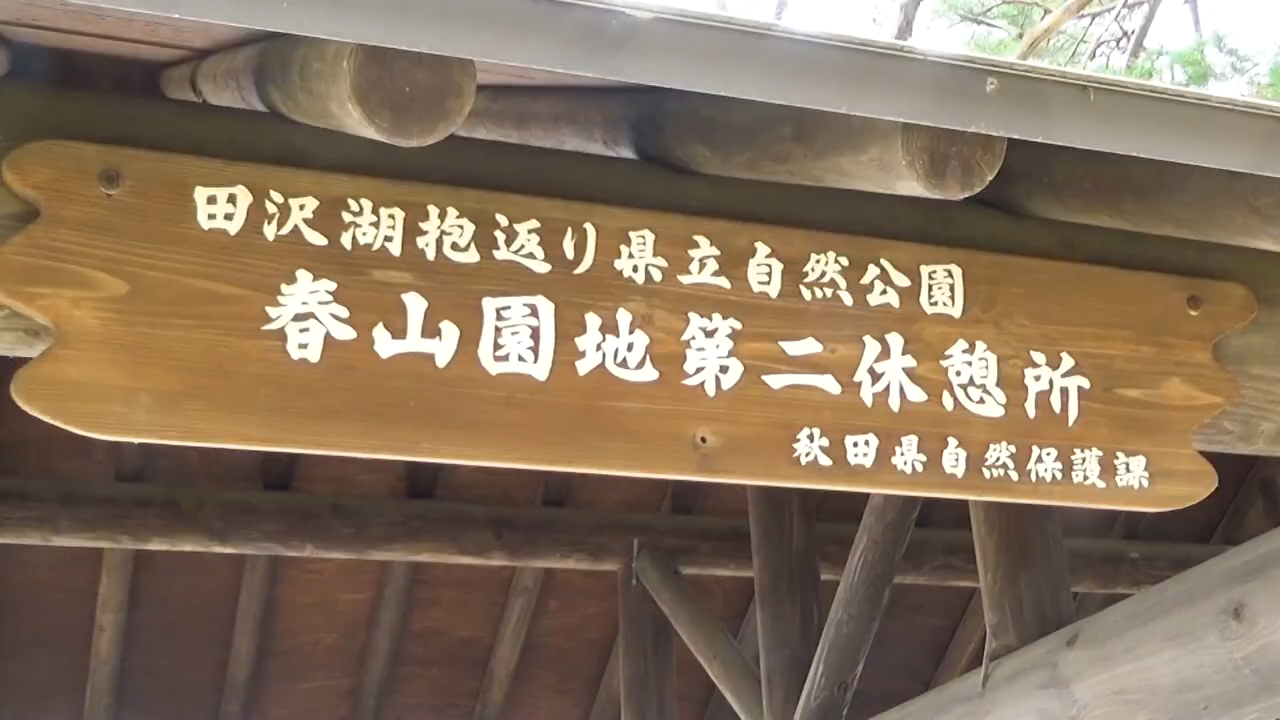 田沢湖抱返り県立自然公園
春山園地第二休憩所
秋田県自然保護課